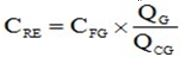 C_RE = C_FG × Q_G / Q_CG